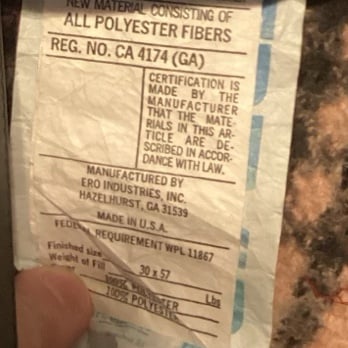 NEW MATERIAL CONSISTING OF
ALL POLYESTER FIBERS
REG. NO. CA 4174 (GA)
CERTIFICATION IS
MADE BY THE
MANUFACTURER
THAT THE MATE-
RIALS IN THIS AR-
TICLE ARE DE-
SCRIBED IN ACCOR-
DANCE WITH LAW.
MANUFACTURED BY
ERO INDUSTRIES, INC.
HAZELHURST, GA 31539
MADE IN U.S.A.
REQUIREMENT WPL 11867
Finished size 30 x 57
Weight of Fill Lbs
100% POLYESTER
100% POLYESTER